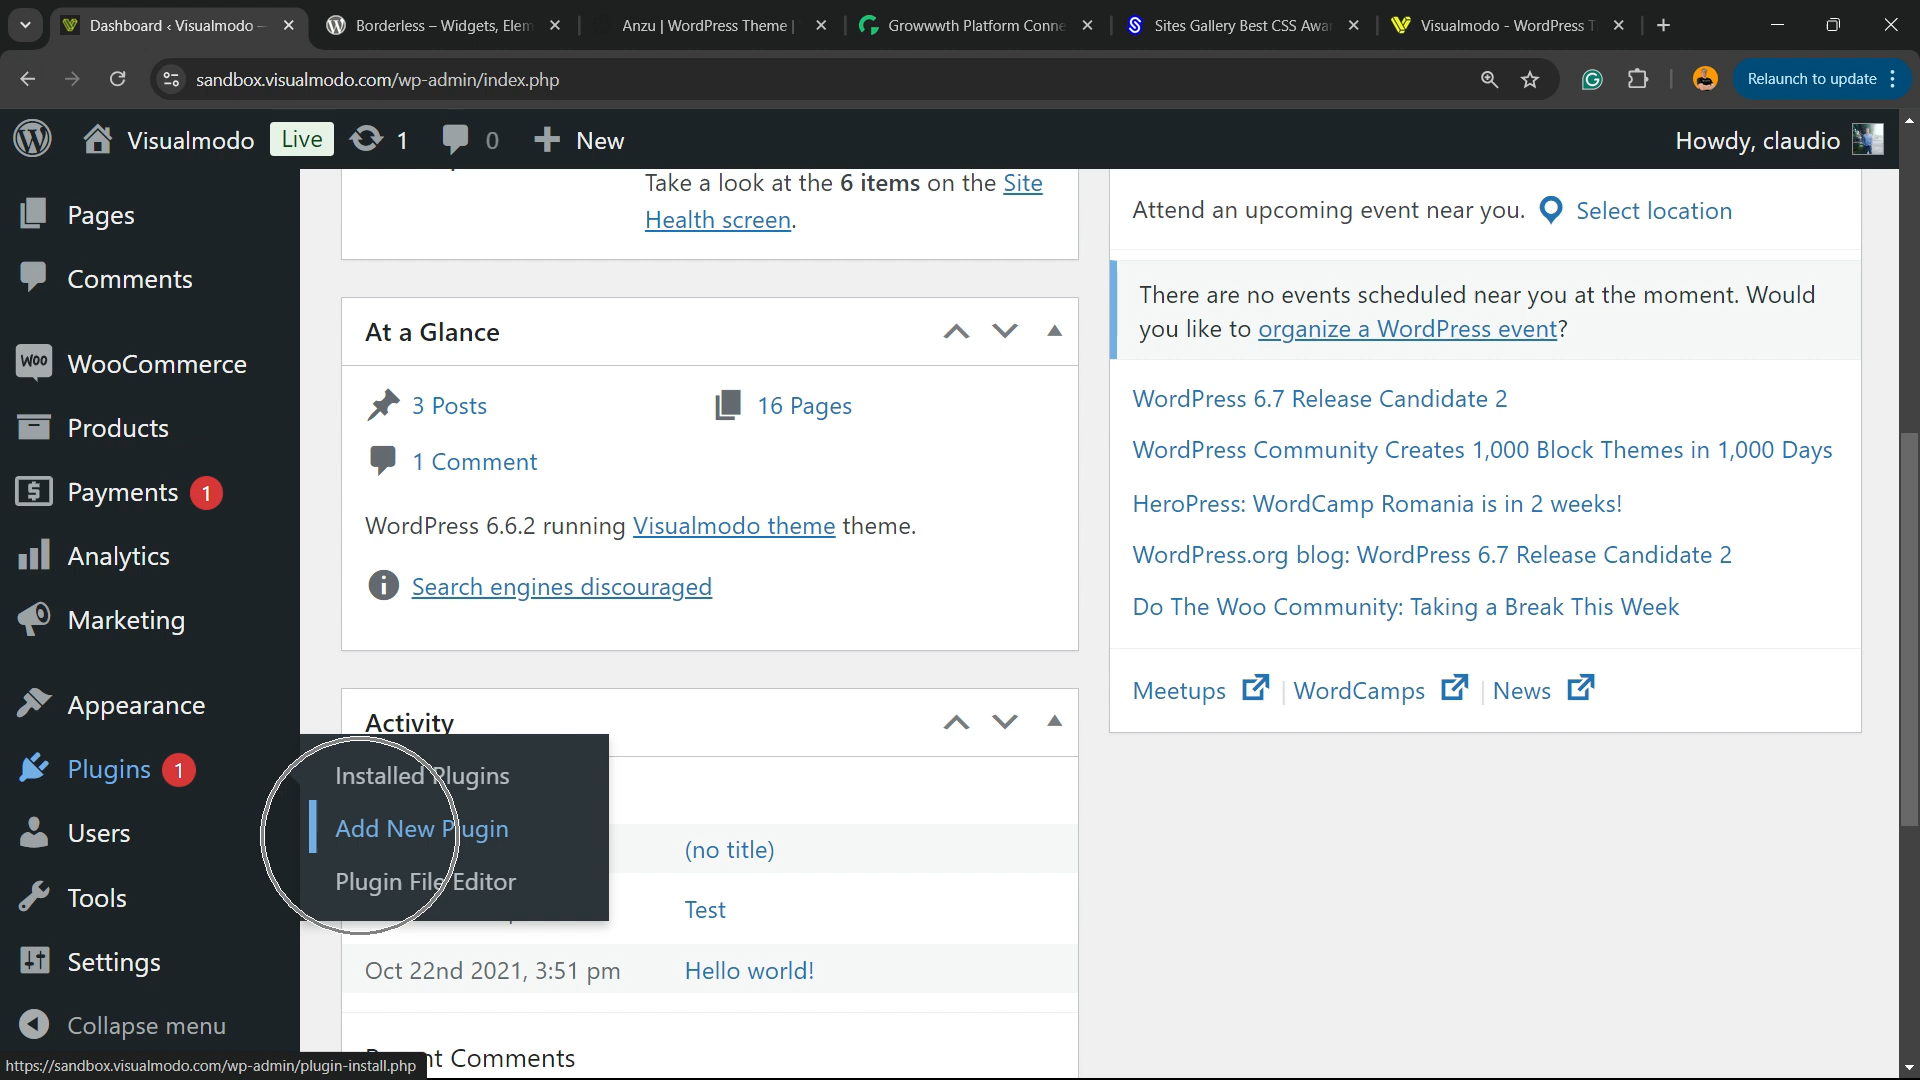 Dashboard ‹ Visualmodo —
Borderless – Widgets, Elem
Anzu | WordPress Theme |
Growwwth Platform Conne
Sites Gallery Best CSS Awa
Visualmodo - WordPress T
sandbox.visualmodo.com/wp-admin/index.php
Relaunch to update
Visualmodo
Live
1
0
New
Howdy, claudio
Pages
Comments
Woo
WooCommerce
Products
Payments 1
Analytics
Marketing
Appearance
Plugins 1
Users
Tools
Settings
Collapse menu
Installed Plugins
Add New Plugin
Plugin File Editor
Take a look at the 6 items on the Site
Health screen.
At a Glance
3 Posts
16 Pages
1 Comment
WordPress 6.6.2 running Visualmodo theme theme.
Search engines discouraged
Activity
(no title)
Test
Oct 22nd 2021, 3:51 pm
Hello world!
Comments
Attend an upcoming event near you.
Select location
There are no events scheduled near you at the moment. Would
you like to organize a WordPress event?
WordPress 6.7 Release Candidate 2
WordPress Community Creates 1,000 Block Themes in 1,000 Days
HeroPress: WordCamp Romania is in 2 weeks!
WordPress.org blog: WordPress 6.7 Release Candidate 2
Do The Woo Community: Taking a Break This Week
Meetups
WordCamps
News
https://sandbox.visualmodo.com/wp-admin/plugin-install.php